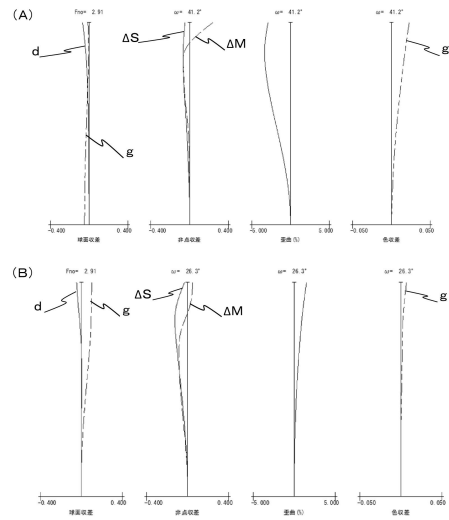 (A)
Fno= 2.91 ω= 41.2° ω= 41.2° ω= 41.2°
d ΔS ΔM g
g
-0.400 0.400 -0.400 0.400 -5.000 5.000 -0.050 0.050
球面収差 非点収差 歪曲(%) 色収差
(B)
Fno= 2.91 ω= 26.3° ω= 26.3° ω= 26.3°
d g ΔS ΔM g
-0.400 0.400 -0.400 0.400 -5.000 5.000 -0.050 0.050
球面収差 非点収差 歪曲(%) 色収差